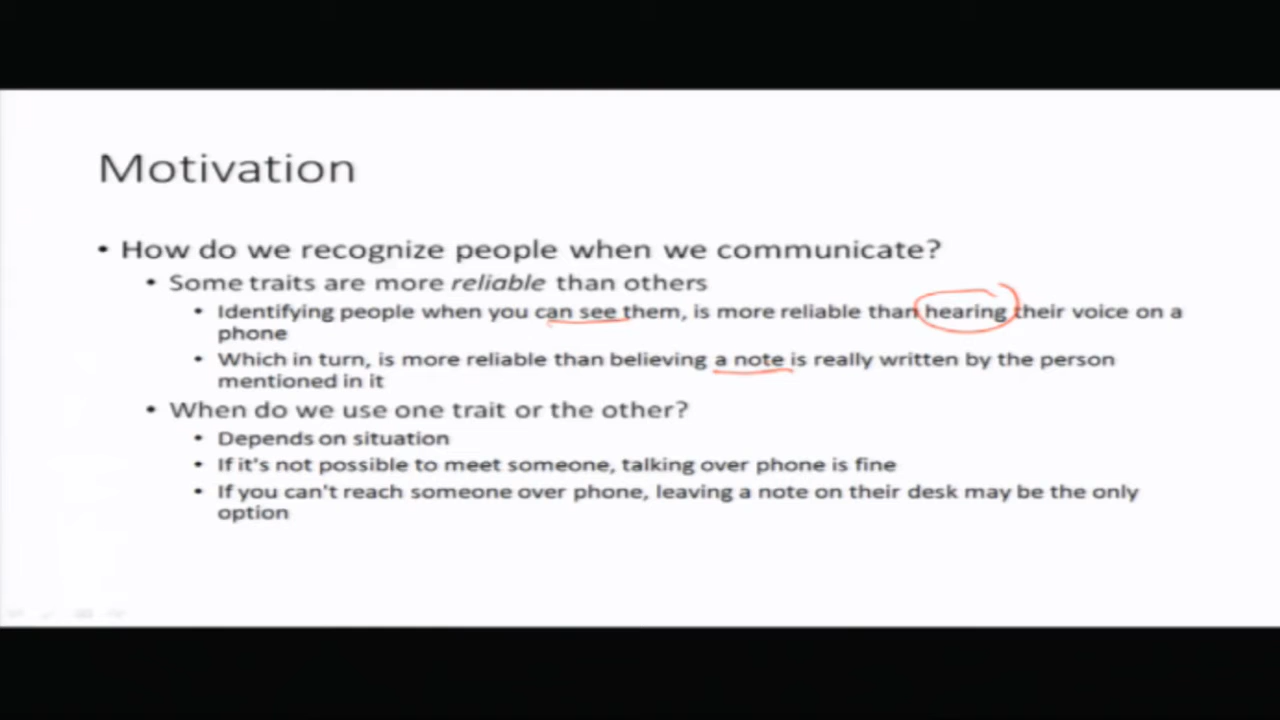 Motivation
• How do we recognize people when we communicate?
• Some traits are more reliable than others
• Identifying people when you can see them, is more reliable than hearing their voice on a
phone
• Which in turn, is more reliable than believing a note is really written by the person
mentioned in it
• When do we use one trait or the other?
• Depends on situation
• If it's not possible to meet someone, talking over phone is fine
• If you can't reach someone over phone, leaving a note on their desk may be the only
option